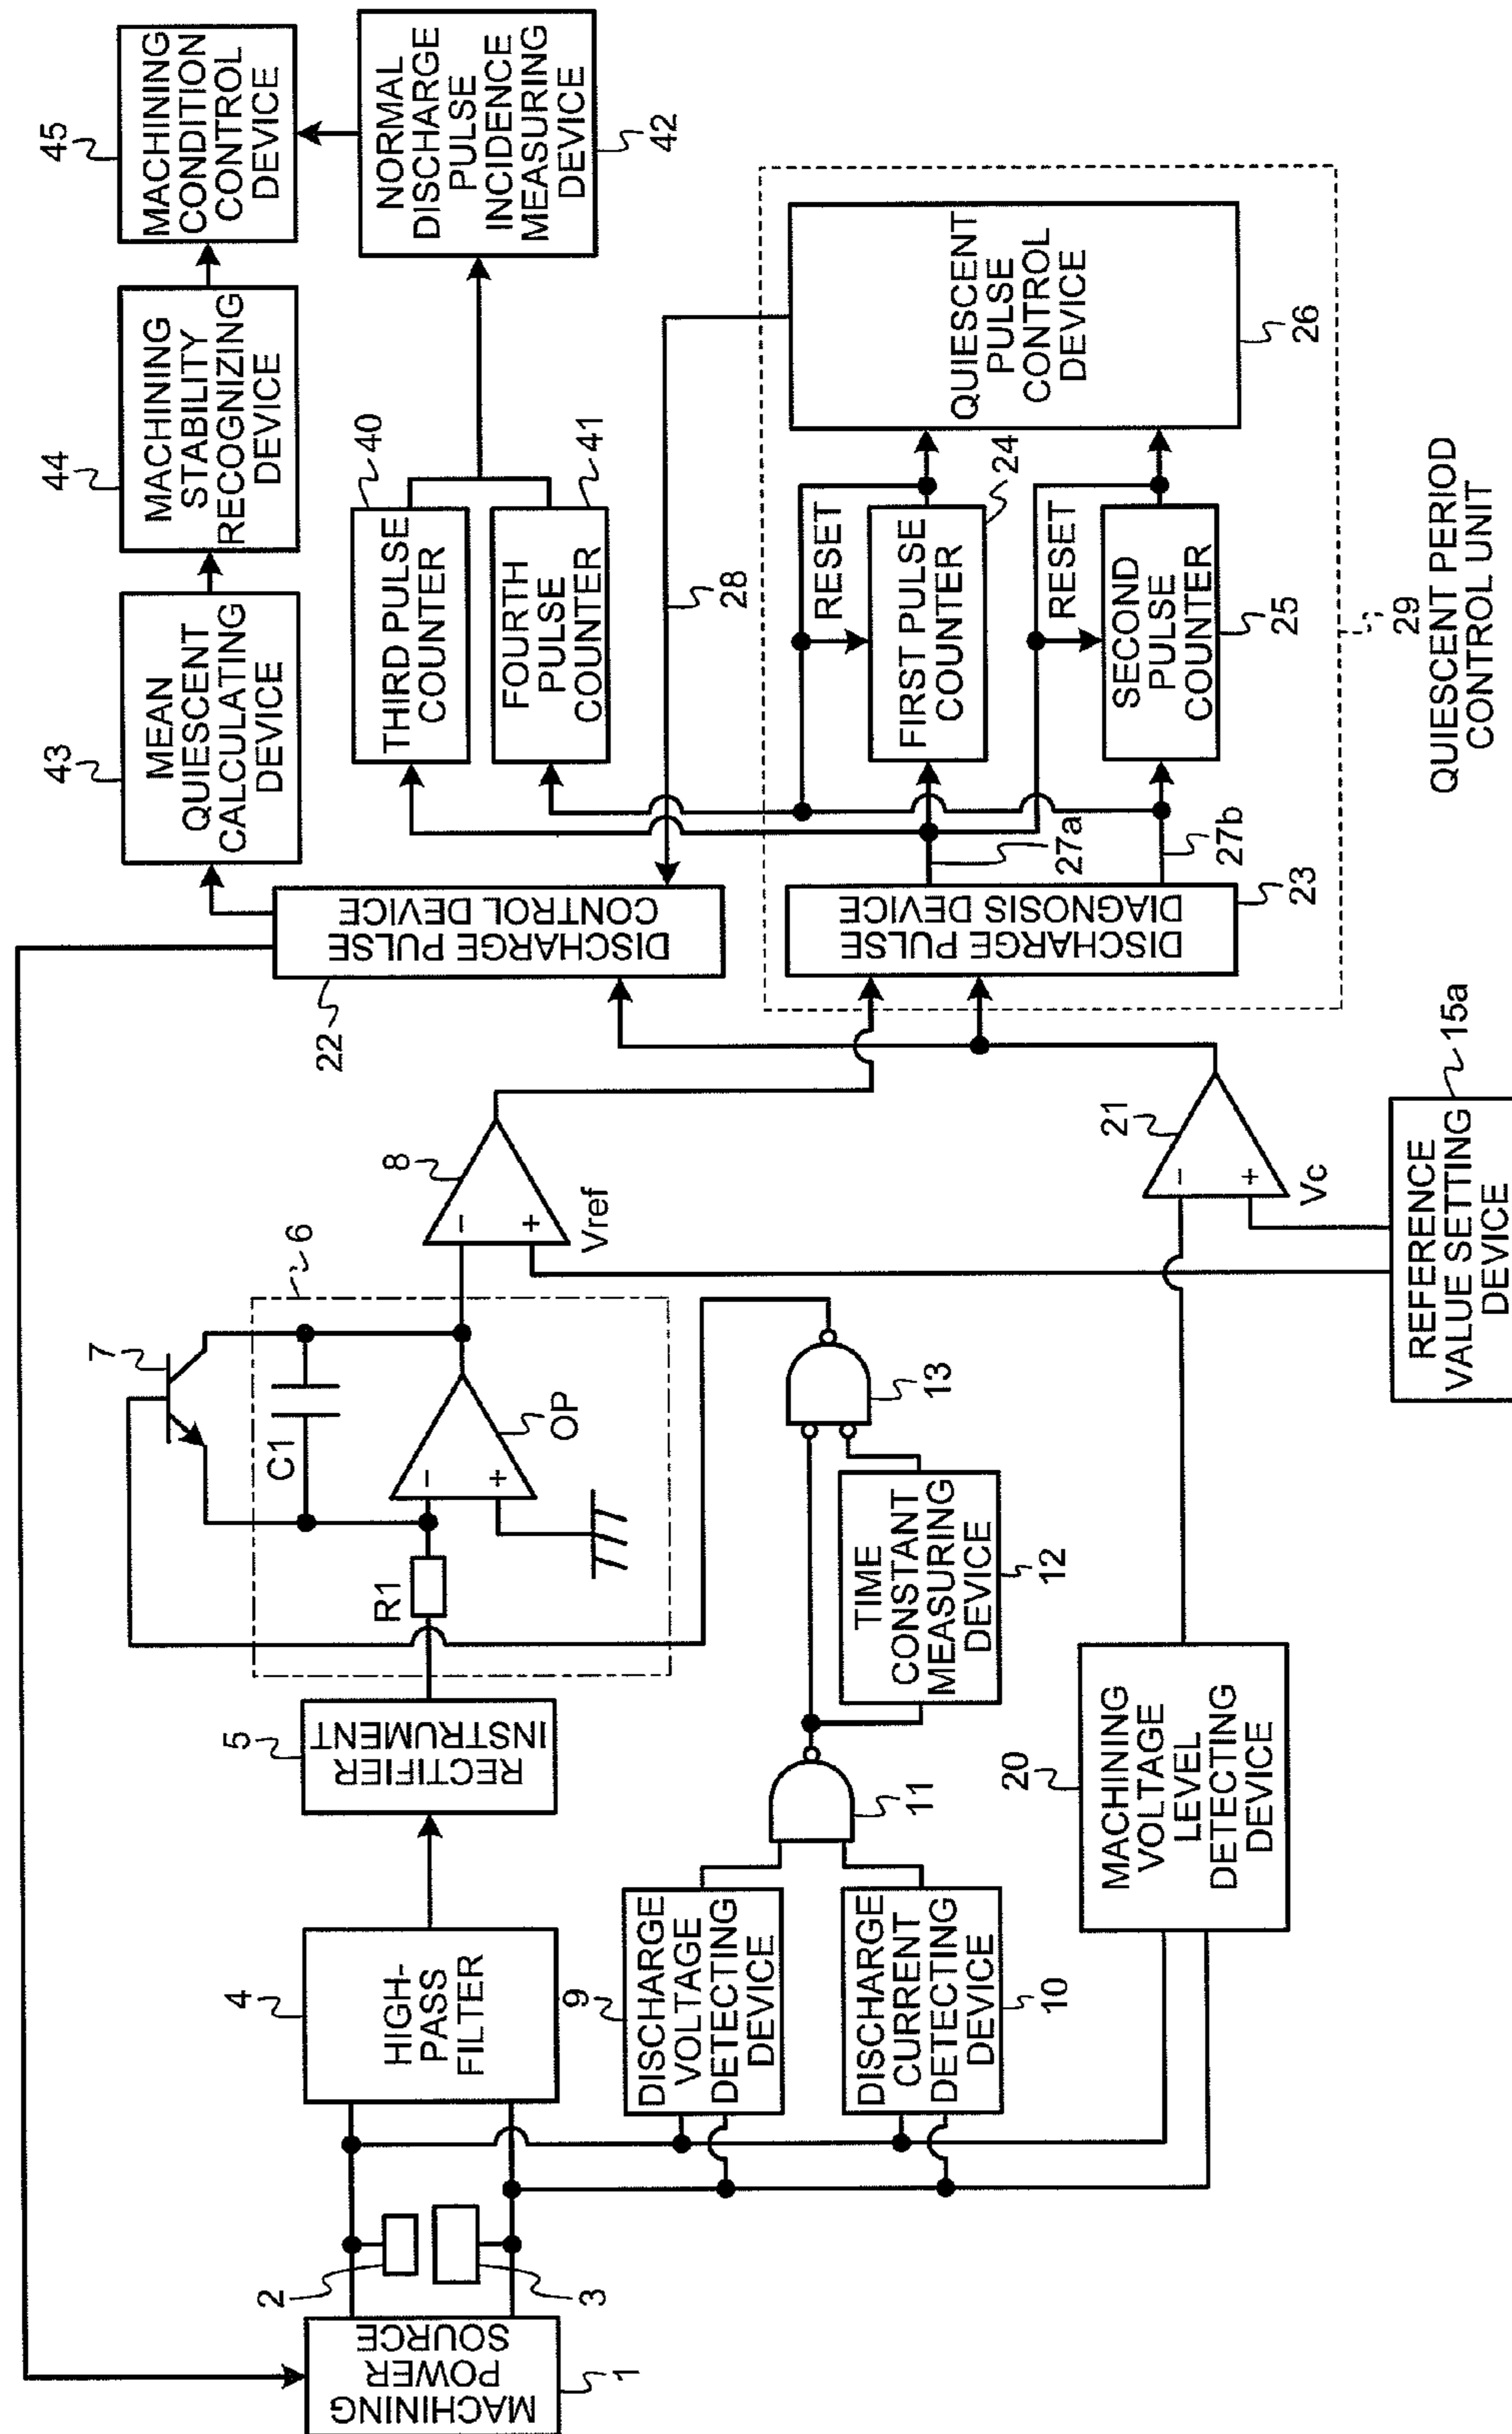 MACHINING
POWER
SOURCE
1
2
3
HIGH-
PASS
FILTER
4
RECTIFIER
INSTRUMENT
5
6
R1
C1
OP
−
+
7
8
−
+
Vref
DISCHARGE
VOLTAGE
DETECTING
DEVICE
9
DISCHARGE
CURRENT
DETECTING
DEVICE
10
11
TIME
CONSTANT
MEASURING
DEVICE
12
13
MACHINING
VOLTAGE
LEVEL
DETECTING
DEVICE
20
21
−
+
Vc
REFERENCE
VALUE SETTING
DEVICE
15a
DISCHARGE PULSE
CONTROL DEVICE
22
DISCHARGE PULSE
DIAGNOSIS DEVICE
23
27a
27b
28
FIRST PULSE
COUNTER
24
RESET
SECOND
PULSE
COUNTER
25
RESET
QUIESCENT
PULSE
CONTROL
DEVICE
26
29
QUIESCENT PERIOD
CONTROL UNIT
THIRD PULSE
COUNTER
40
FOURTH
PULSE
COUNTER
41
NORMAL
DISCHARGE
PULSE
INCIDENCE
MEASURING
DEVICE
42
MEAN
QUIESCENT
CALCULATING
DEVICE
43
MACHINING
STABILITY
RECOGNIZING
DEVICE
44
MACHINING
CONDITION
CONTROL
DEVICE
45